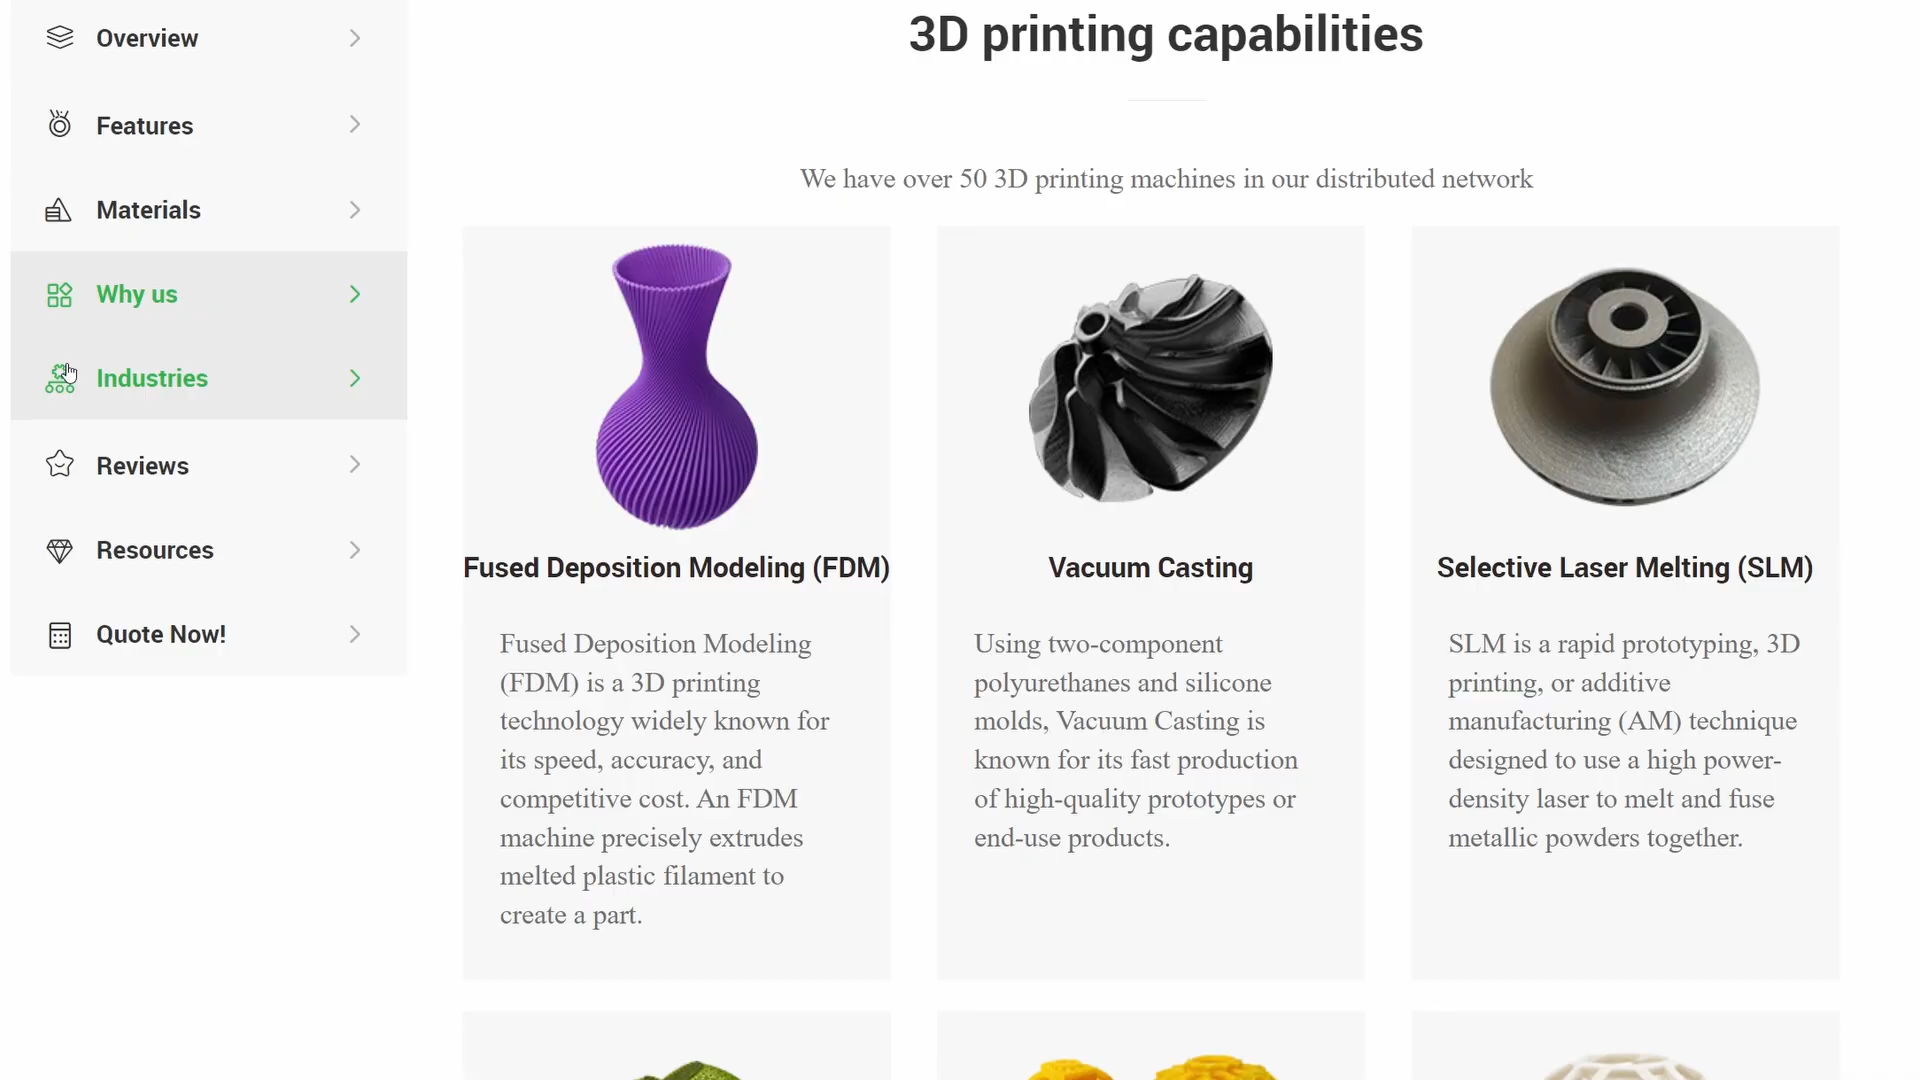 Overview
Features
Materials
Why us
Industries
Reviews
Resources
Quote Now!
3D printing capabilities
We have over 50 3D printing machines in our distributed network
Fused Deposition Modeling (FDM)
Fused Deposition Modeling
(FDM) is a 3D printing
technology widely known for
its speed, accuracy, and
competitive cost. An FDM
machine precisely extrudes
melted plastic filament to
create a part.
Vacuum Casting
Using two-component
polyurethanes and silicone
molds, Vacuum Casting is
known for its fast production
of high-quality prototypes or
end-use products.
Selective Laser Melting (SLM)
SLM is a rapid prototyping, 3D
printing, or additive
manufacturing (AM) technique
designed to use a high power-
density laser to melt and fuse
metallic powders together.